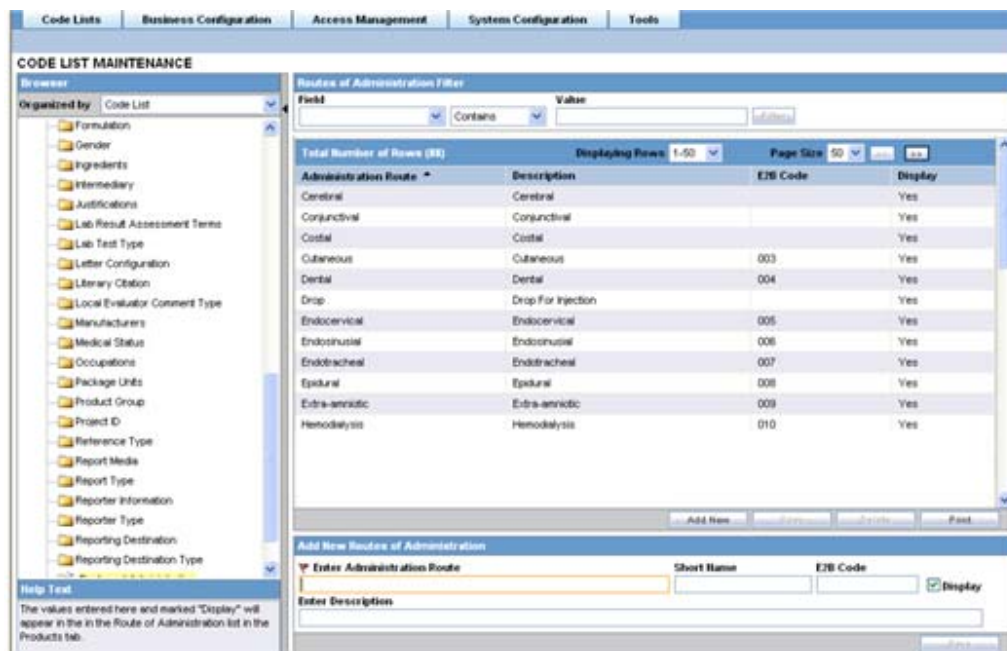 Code Lists Business Configuration Access Management System Configuration Tools
CODE LIST MAINTENANCE
Browser
Organized by Code List
Formulation
Gender
Ingredients
Intermediary
Justifications
Lab Result Assessment Terms
Lab Test Type
Letter Configuration
Literary Citation
Local Evaluator Comment Type
Manufacturers
Medical Status
Occupations
Package Units
Product Group
Project ID
Reference Type
Report Media
Report Type
Reporter Information
Reporter Type
Reporting Destination
Reporting Destination Type
Help Text
The values entered here and marked "Display" will
appear in the in the Route of Administration list in the
Products tab.
Routes of Administration Filter
Field Value
Contains
Total Number of Rows (88) Displaying Rows 1-50 Page Size 50
Administration Route Description E2B Code Display
Cerebral Cerebral Yes
Conjunctival Conjunctival Yes
Costal Costal Yes
Cutaneous Cutaneous 003 Yes
Dental Dental 004 Yes
Drop Drop For Injection Yes
Endocervical Endocervical 005 Yes
Endosinusial Endosinusial 006 Yes
Endotracheal Endotracheal 007 Yes
Epidural Epidural 008 Yes
Extra-amniotic Extra-amniotic 009 Yes
Hemodialysis Hemodialysis 010 Yes
Add New Print
Add New Routes of Administration
Enter Administration Route Short Name E2B Code
Display
Enter Description